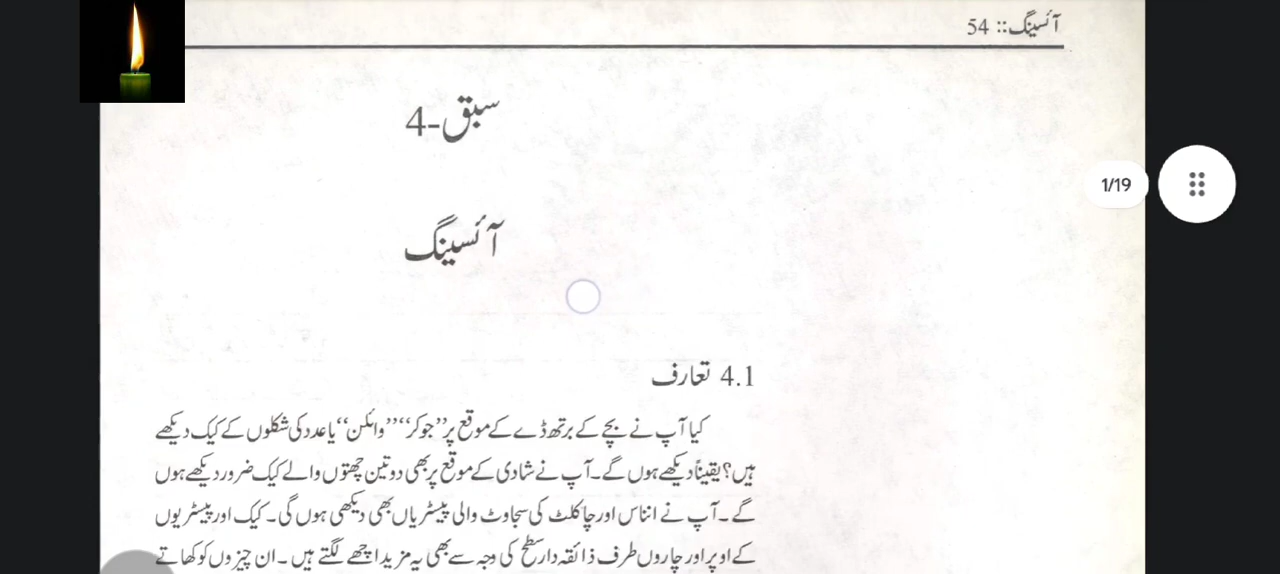 آئسینگ:: 54
سبق-4
آئسینگ
1/19
4.1 تعارف
کیا آپ نے بچے کے برتھ ڈے کے موقع پر ’’جوکر‘‘ ’’وائلن‘‘ یا عدد کی شکلوں کے کیک دیکھے
ہیں؟ یقیناً دیکھے ہوں گے۔ آپ نے شادی کے موقع پر بھی دو تین چھتوں والے کیک ضرور دیکھے ہوں
گے۔ آپ نے انناس اور چاکلٹ کی سجاوٹ والی پیسٹریاں بھی دیکھی ہوں گی۔ کیک اور پیسٹریوں
کے اوپر اور چاروں طرف ذائقہ دار سطح کی وجہ سے بھی یہ مزید اچھے لگتے ہیں۔ ان چیزوں کو کھاتے